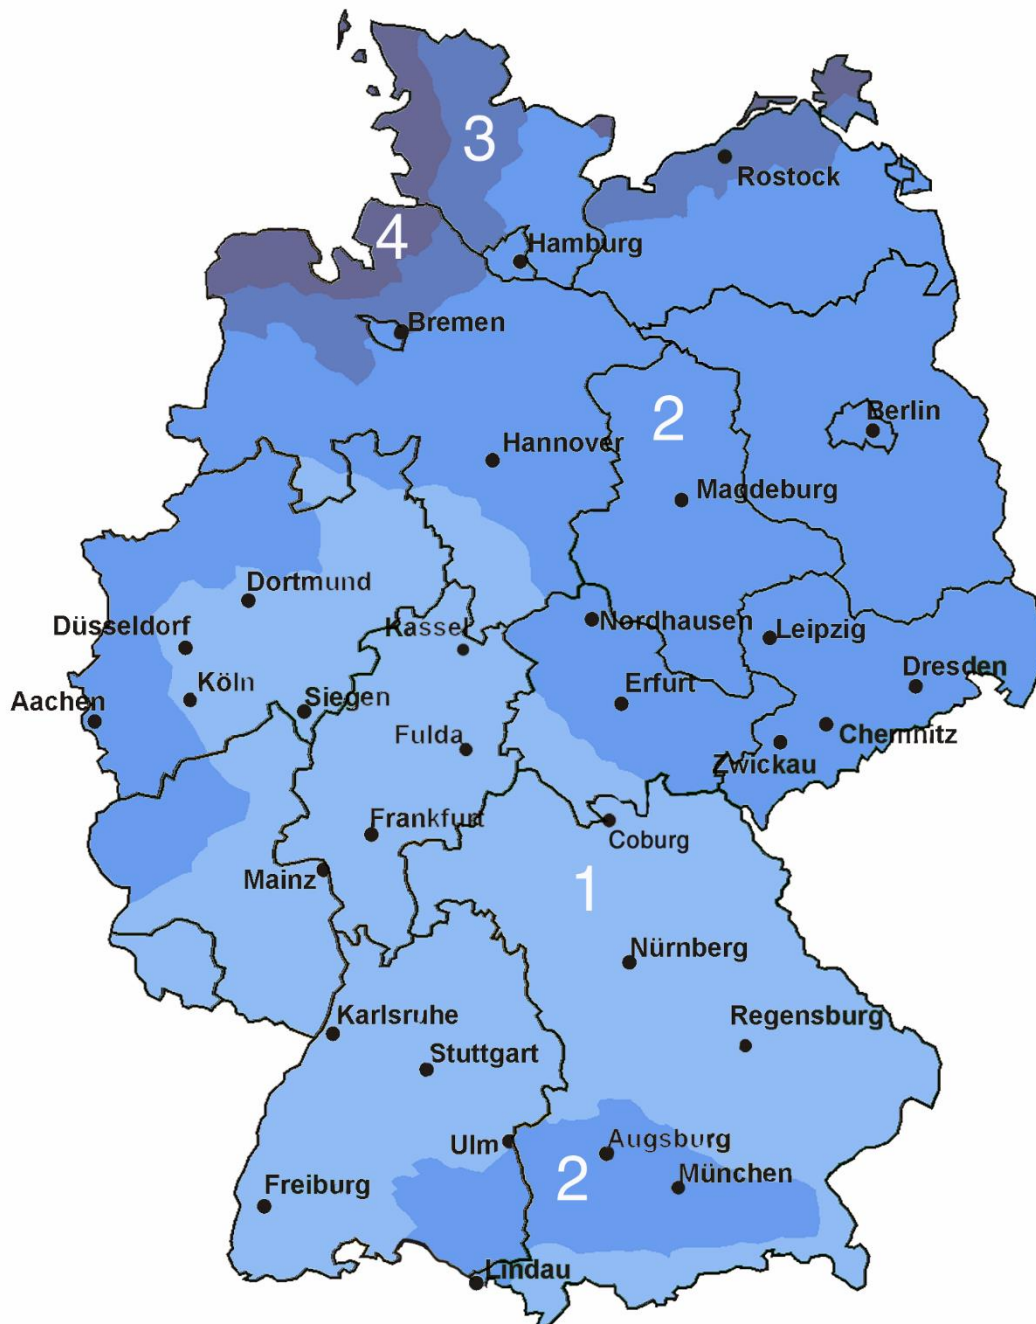 3
Rostock
4
Hamburg
Bremen
2
Berlin
Hannover
Magdeburg
Dortmund
Nordhausen
Düsseldorf
Kassel
Leipzig
Dresden
Köln
Siegen
Erfurt
Aachen
Fulda
Chemnitz
Zwickau
Frankfurt
Coburg
Mainz
1
Nürnberg
Karlsruhe
Regensburg
Stuttgart
Ulm
Augsburg
2
München
Freiburg
Lindau